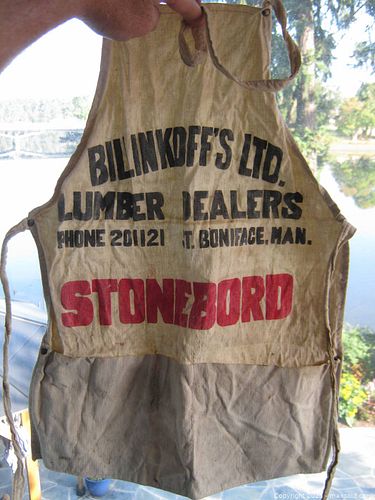 BILINKOFF'S LTD.
LUMBER DEALERS
PHONE 201121 ST. BONIFACE, MAN.
STONEBORD